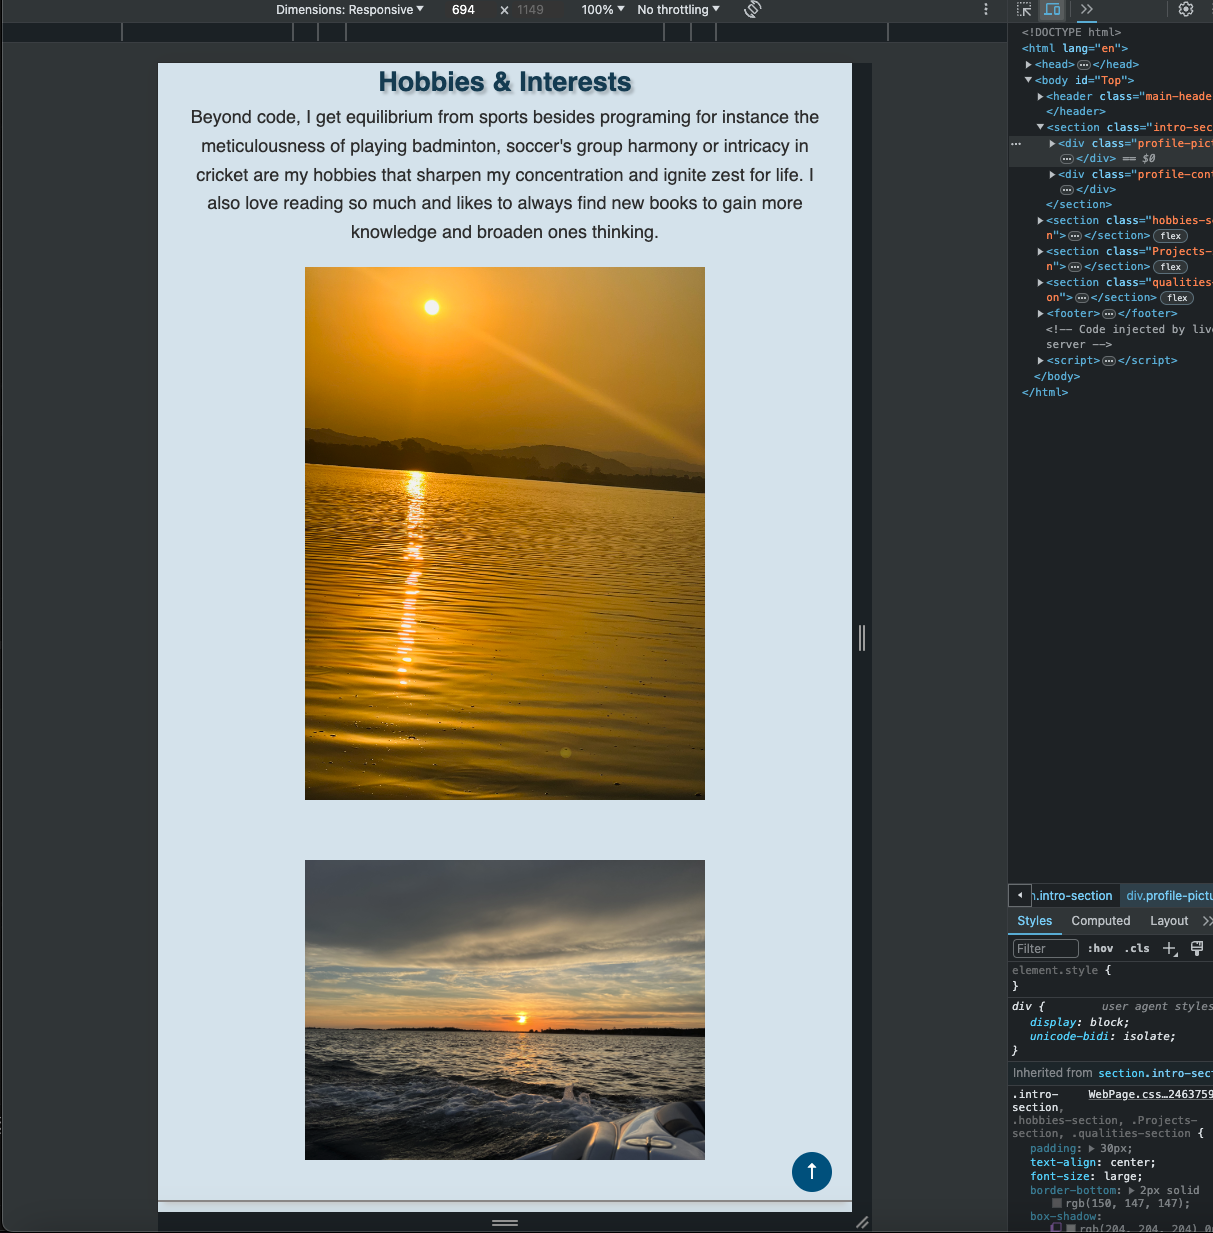 Dimensions: Responsive 694 × 1149 100% No throttling
Hobbies & Interests
Beyond code, I get equilibrium from sports besides programing for instance the
meticulousness of playing badminton, soccer's group harmony or intricacy in
cricket are my hobbies that sharpen my concentration and ignite zest for life. I
also love reading so much and likes to always find new books to gain more
knowledge and broaden ones thinking.
<!DOCTYPE html>
<html lang="en">
<head> ••• </head>
<body id="Top">
<header class="main-heade
</header>
<section class="intro-sec
••• <div class="profile-pict
••• </div> == $0
<div class="profile-cont
••• </div>
</section>
<section class="hobbies-s
n"> ••• </section> flex
<section class="Projects-
n"> ••• </section> flex
<section class="qualities
on"> ••• </section> flex
<footer> ••• </footer>
<!-- Code injected by liv
server -->
<script> ••• </script>
</body>
</html>
.intro-section div.profile-pictu
Styles Computed Layout
Filter :hov .cls
element.style {
}
div { user agent styles
display: block;
unicode-bidi: isolate;
}
Inherited from section.intro-sect
.intro- WebPage.css…2463759
section,
.hobbies-section, .Projects-
section, .qualities-section {
padding: 30px;
text-align: center;
font-size: large;
border-bottom: 2px solid
rgb(150, 147, 147);
box-shadow:
rgb(204, 204, 204) 0